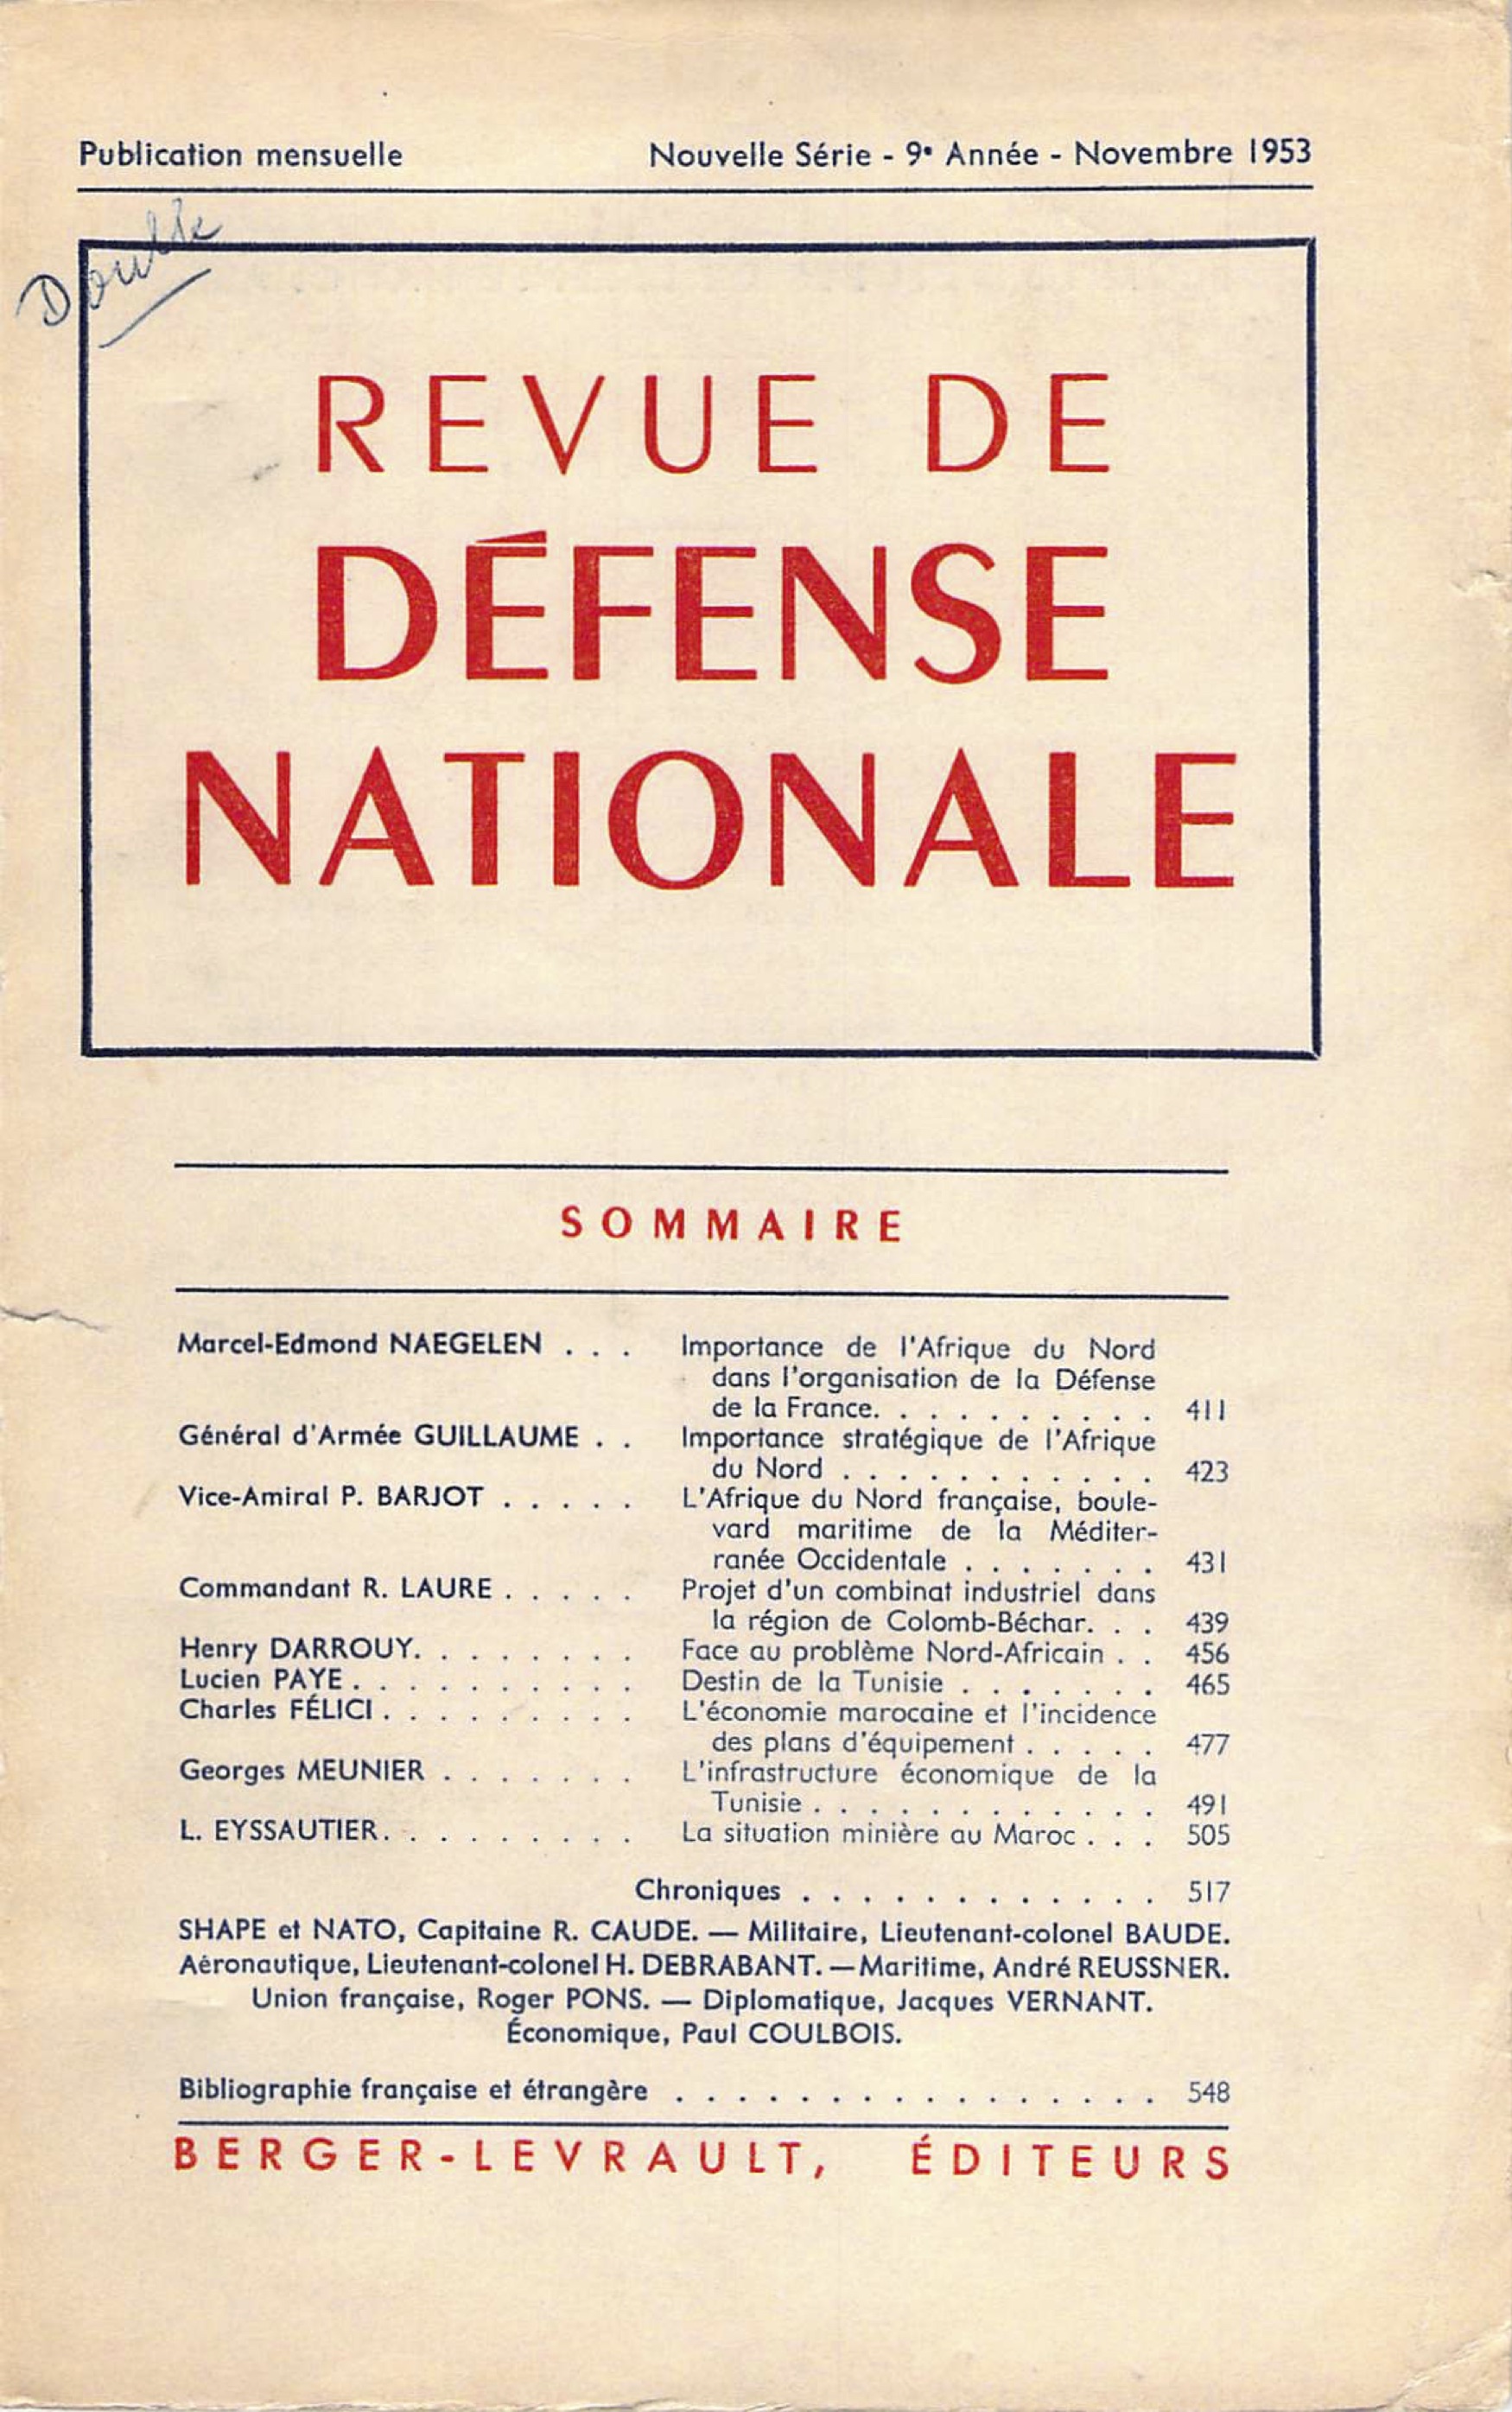 Publication mensuelle Nouvelle Série - 9e Année - Novembre 1953
Double
REVUE DE
DÉFENSE
NATIONALE
SOMMAIRE
Marcel-Edmond NAEGELEN . . . Importance de l'Afrique du Nord
dans l'organisation de la Défense
de la France. . . . . . . . . . 411
Général d'Armée GUILLAUME . . Importance stratégique de l'Afrique
du Nord . . . . . . . . . . . 423
Vice-Amiral P. BARJOT . . . . . L'Afrique du Nord française, boule-
vard maritime de la Méditer-
ranée Occidentale . . . . . . . 431
Commandant R. LAURE . . . . . Projet d'un combinat industriel dans
la région de Colomb-Béchar. . . 439
Henry DARROUY. . . . . . . . Face au problème Nord-Africain . . 456
Lucien PAYE . . . . . . . . . . Destin de la Tunisie . . . . . . . 465
Charles FÉLICI . . . . . . . . . L'économie marocaine et l'incidence
des plans d'équipement . . . . . 477
Georges MEUNIER . . . . . . . L'infrastructure économique de la
Tunisie . . . . . . . . . . . . 491
L. EYSSAUTIER. . . . . . . . . La situation minière au Maroc . . . 505
Chroniques . . . . . . . . . . . . 517
SHAPE et NATO, Capitaine R. CAUDE. — Militaire, Lieutenant-colonel BAUDE.
Aéronautique, Lieutenant-colonel H. DEBRABANT. — Maritime, André REUSSNER.
Union française, Roger PONS. — Diplomatique, Jacques VERNANT.
Économique, Paul COULBOIS.
Bibliographie française et étrangère . . . . . . . . . . . . . . . . 548
BERGER-LEVRAULT, ÉDITEURS